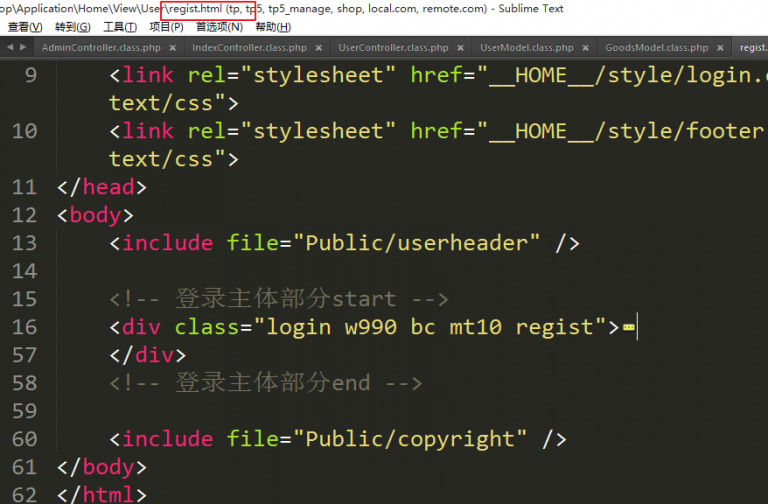 op\Application\Home\View\User\regist.html (tp, tp5, tp5_manage, shop, local.com, remote.com) - Sublime Text
查看(V) 转到(G) 工具(T) 项目(P) 首选项(N) 帮助(H)
AdminController.class.php × IndexController.class.php × UserController.class.php × UserModel.class.php × GoodsModel.class.php × regist.
9 <link rel="stylesheet" href="__HOME__/style/login.c
text/css">
10 <link rel="stylesheet" href="__HOME__/style/footer
text/css">
11 </head>
12 <body>
13 <include file="Public/userheader" />
14
15 <!-- 登录主体部分start -->
16 <div class="login w990 bc mt10 regist">
57 </div>
58 <!-- 登录主体部分end -->
59
60 <include file="Public/copyright" />
61 </body>
62 </html>